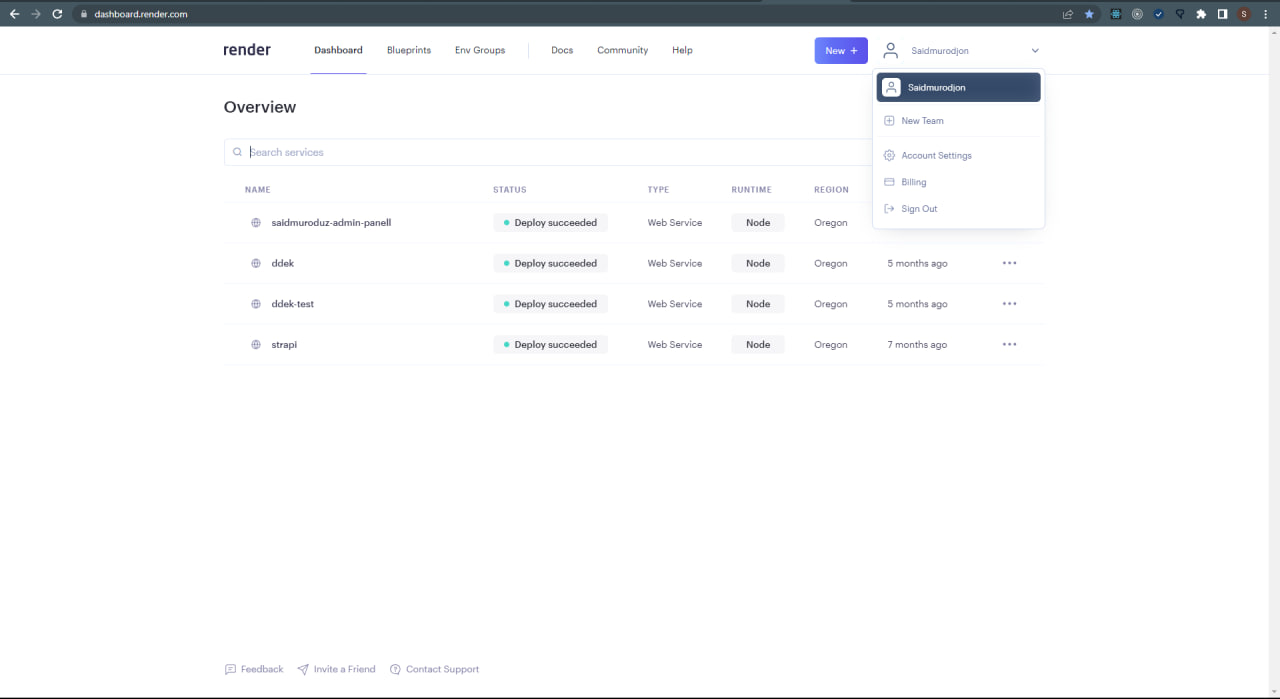 dashboard.render.com
S
render Dashboard Blueprints Env Groups Docs Community Help New + Saidmurodjon
Saidmurodjon
New Team
Account Settings
Billing
Sign Out
Overview
Search services
NAME STATUS TYPE RUNTIME REGION
saidmuroduz-admin-panell Deploy succeeded Web Service Node Oregon
ddek Deploy succeeded Web Service Node Oregon 5 months ago
ddek-test Deploy succeeded Web Service Node Oregon 5 months ago
strapi Deploy succeeded Web Service Node Oregon 7 months ago
Feedback Invite a Friend Contact Support